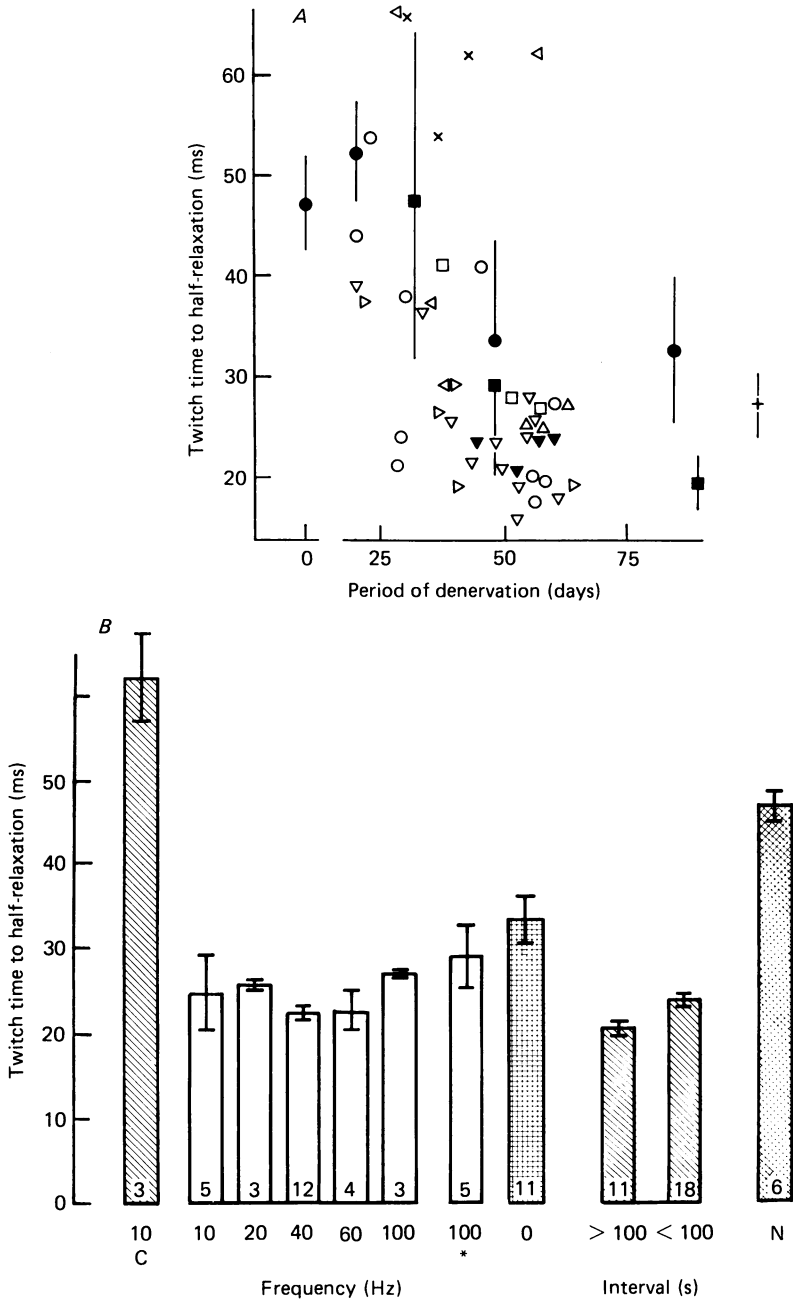 A
60
50
40
30
20
Twitch time to half-relaxation (ms)
0 25 50 75
Period of denervation (days)
B
50
40
30
20
10
0
Twitch time to half-relaxation (ms)
3 5 3 12 4 3 5 11 11 18 6
10 10 20 40 60 100 100 0 > 100 < 100 N
C *
Frequency (Hz) Interval (s)